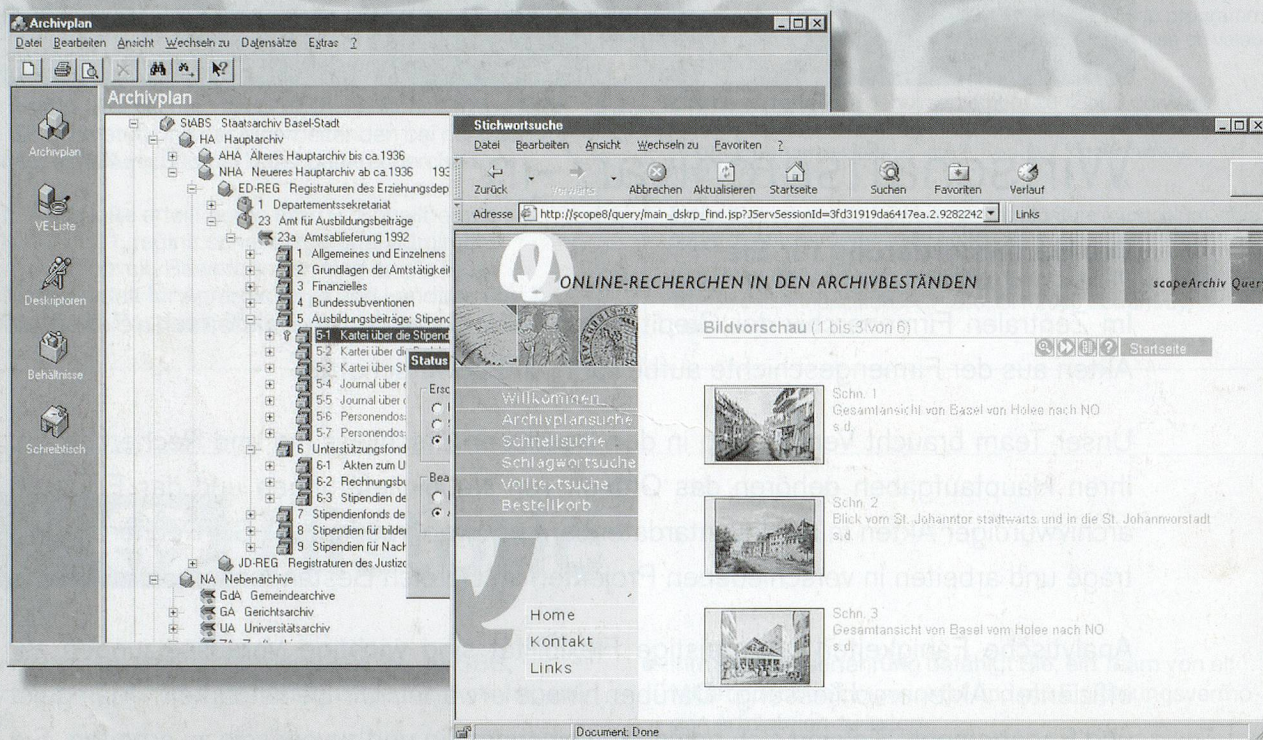 Archivplan
Datei Bearbeiten Ansicht Wechseln zu Datensätze Extras ?
Archivplan
VE-Liste
Deskriptoren
Behältnisse
Schreibtisch
Archivplan
StABS Staatsarchiv Basel-Stadt
HA Hauptarchiv
AHA Älteres Hauptarchiv bis ca.1936
NHA Neueres Hauptarchiv ab ca.1936 193
ED-REG Registraturen des Erziehungsdep
1 Departementssekretariat
23 Amt für Ausbildungsbeiträge
23a Amtsablieferung 1992
1 Allgemeines und Einzelnens
2 Grundlagen der Amtstätigkeit
3 Finanzielles
4 Bundessubventionen
5 Ausbildungsbeiträge: Stipend
5-1 Kartei über die Stipend
5-2 Kartei über die
5-3 Kartei über St
5-4 Journal über e
5-5 Journal über
5-6 Personendos
5-7 Personendos
6 Unterstützungsfond
6-1 Akten zum U
6-2 Rechnungsbu
6-3 Stipendien de
7 Stipendienfonds de
8 Stipendien für bilden
9 Stipendien für Nach
JD-REG Registraturen des Justizd
NA Nebenarchive
GdA Gemeindearchive
GA Gerichtsarchiv
UA Universitätsarchiv
Status
Ersc
Bea
Stichwortsuche
Datei Bearbeiten Ansicht Wechseln zu Favoriten ?
Zurück Vorwärts Abbrechen Aktualisieren Startseite Suchen Favoriten Verlauf
Adresse http://scope8/query/main_dskrp_find.jsp?JServSessionId=3fd31919da6417ea.2.9282242 Links
ONLINE-RECHERCHEN IN DEN ARCHIVBESTÄNDEN scopeArchiv Query
Willkommen
Archivplansuche
Schnellsuche
Schlagwortsuche
Volltextsuche
Bestellkorb
Home
Kontakt
Links
Bildvorschau (1 bis 3 von 6)
Startseite
Schn. 1
Gesamtansicht von Basel von Holee nach NO
s.d.
Schn. 2
Blick vom St. Johanntor stadtwärts und in die St. Johannvorstadt
s.d.
Schn. 3
Gesamtansicht von Basel vom Holee nach NO
s.d.
Document: Done